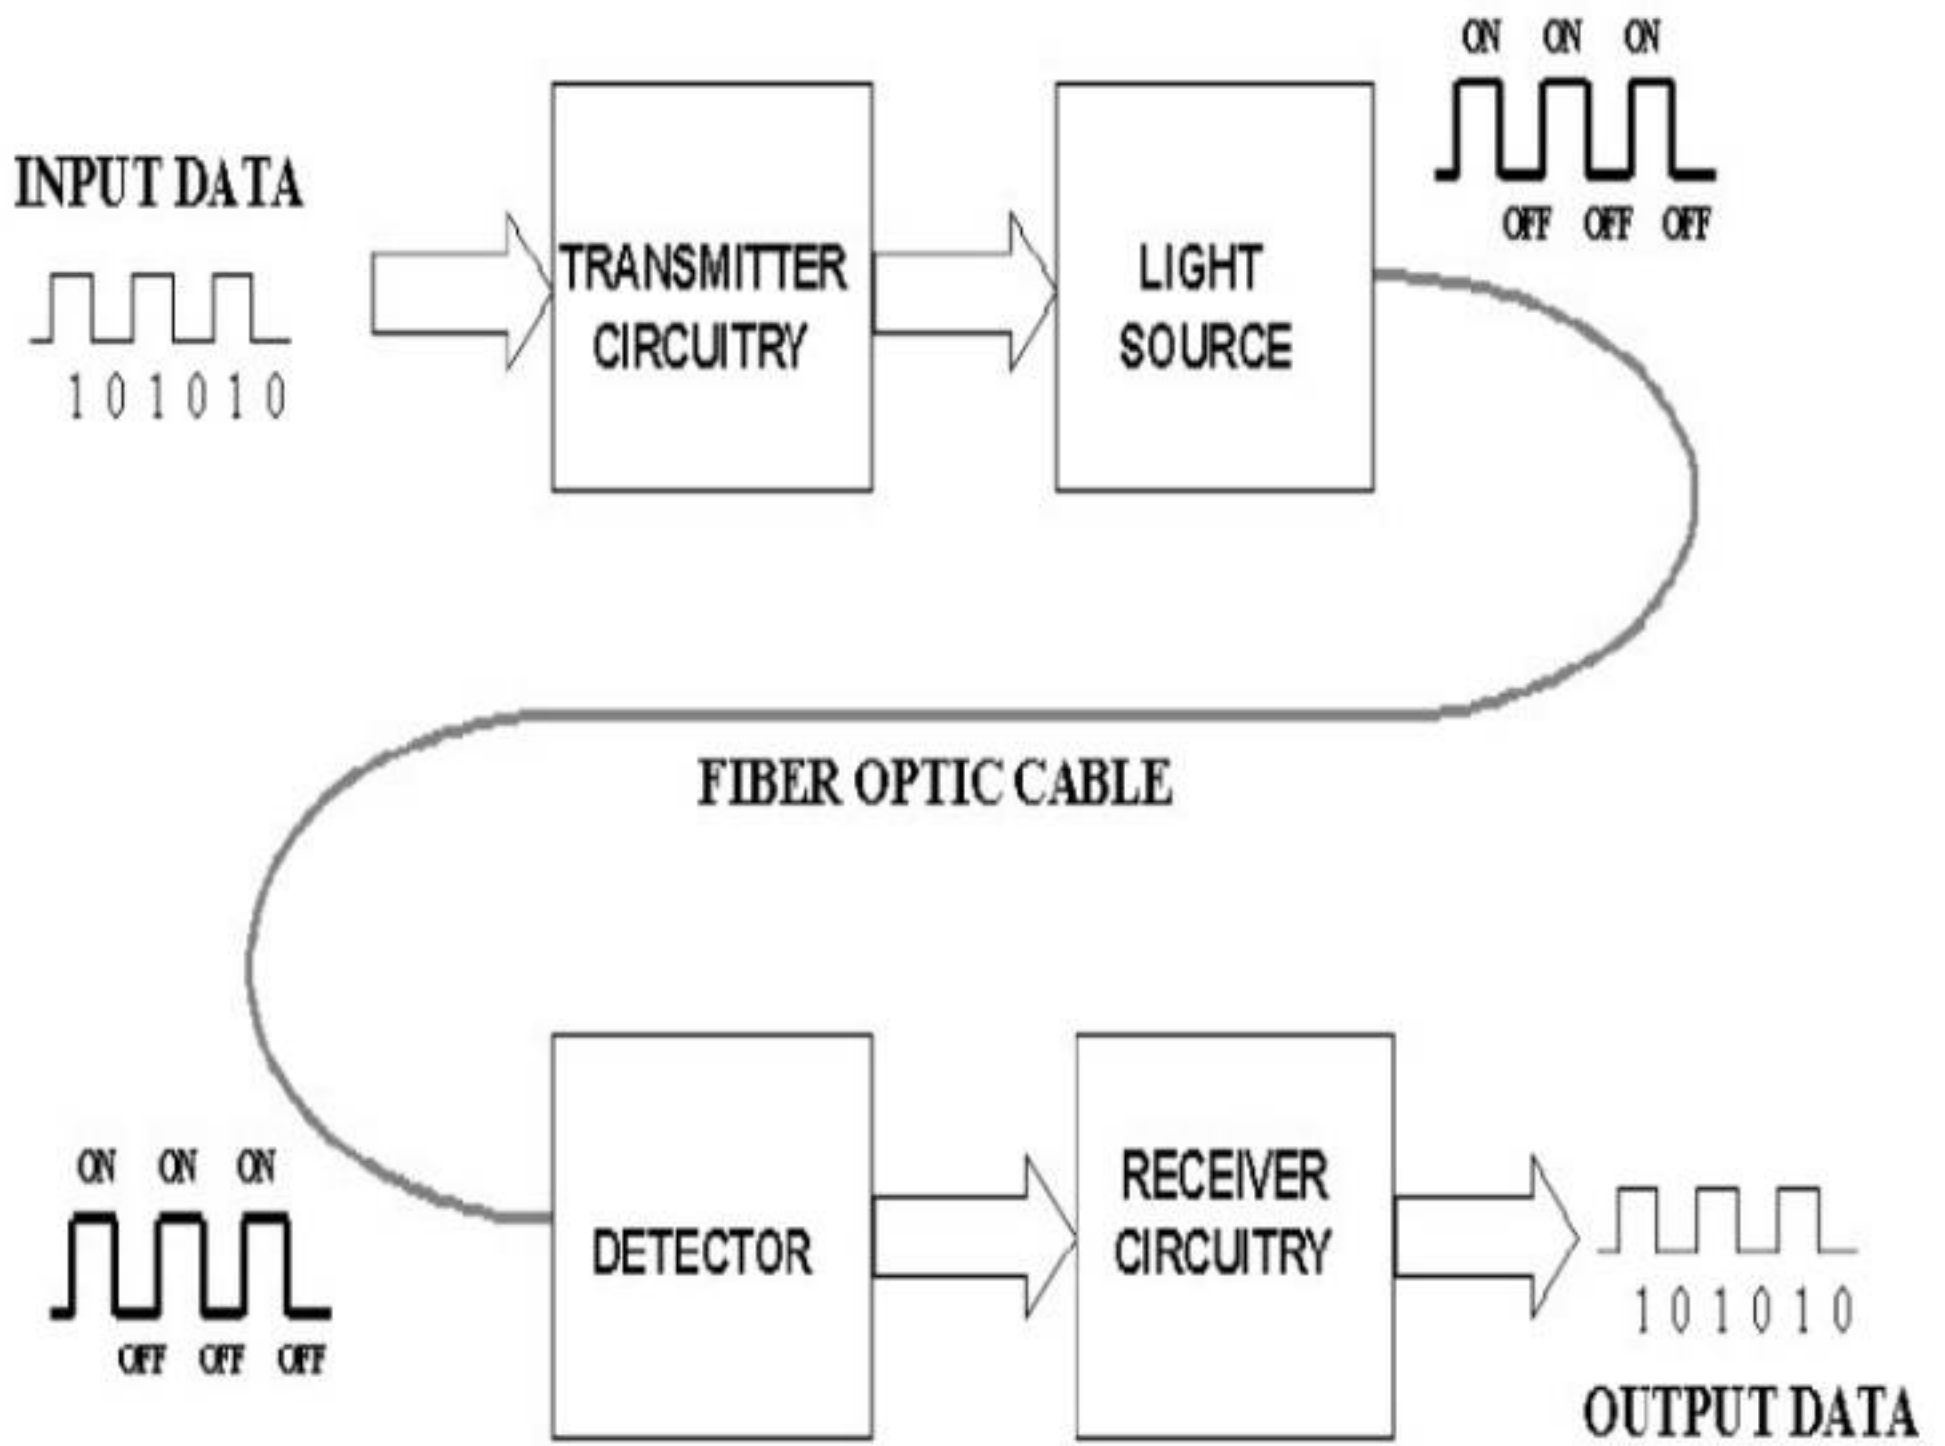 ON ON ON
OFF OFF OFF
INPUT DATA
1 0 1 0 1 0
TRANSMITTER
CIRCUITRY
LIGHT
SOURCE
FIBER OPTIC CABLE
ON ON ON
OFF OFF OFF
DETECTOR
RECEIVER
CIRCUITRY
1 0 1 0 1 0
OUTPUT DATA